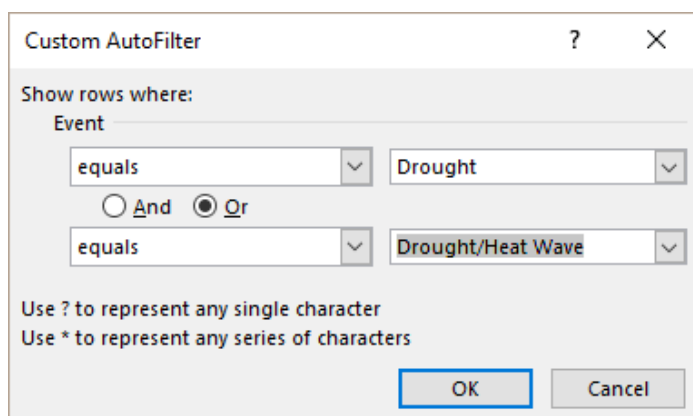 Custom AutoFilter ?
Show rows where:
Event
equals Drought
And Or
equals Drought/Heat Wave
Use ? to represent any single character
Use * to represent any series of characters
OK Cancel